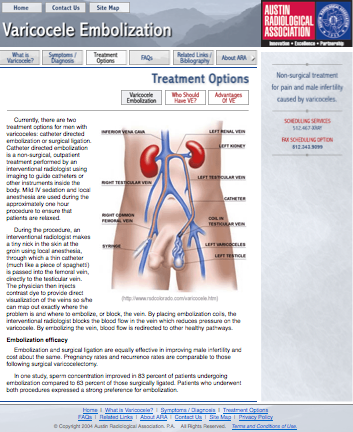 Home Contact Us Site Map
Varicocele Embolization
AUSTIN
RADIOLOGICAL
ASSOCIATION
Innovation • Excellence • Partnership
What is Varicocele?
Symptoms / Diagnosis
Treatment Options
FAQs
Related Links / Bibliography
About ARA
Treatment Options
Varicocele Embolization
Who Should Have VE?
Advantages Of VE
Non-surgical treatment
for pain and male infertility
caused by varicoceles.
SCHEDULING SERVICES
FAX SCHEDULING OPTION
Currently, there are two
treatment options for men with
varicoceles: catheter directed
embolization or surgical ligation.
Catheter directed embolization
is a non-surgical, outpatient
treatment performed by an
interventional radiologist using
imaging to guide catheters or
other instruments inside the
body. Mild IV sedation and local
anesthesia are used during the
approximately one hour
procedure to ensure that
patients are relaxed.
INFERIOR VENA CAVA
LEFT RENAL VEIN
LEFT KIDNEY
RIGHT TESTICULAR VEIN
LEFT TESTICULAR VEIN
CATHETER
RIGHT COMMON
FEMORAL VEIN
COIL IN
TESTICULAR VEIN
SYRINGE
LEFT VARICOCELES
LEFT TESTICLE
During the procedure, an
interventional radiologist makes
a tiny nick in the skin at the
groin using local anesthesia,
through which a thin catheter
(much like a piece of spaghetti)
is passed into the femoral vein,
directly to the testicular vein.
The physician then injects
contrast dye to provide direct
visualization of the veins so s/he
can map out exactly where the
problem is and where to embolize, or block, the vein. By placing embolization coils, the
interventional radiologist blocks the blood flow in the vein which reduces pressure on the
varicocele. By embolizing the vein, blood flow is redirected to other healthy pathways.
Embolization efficacy
Embolization and surgical ligation are equally effective in improving male infertility and
cost about the same. Pregnancy rates and recurrence rates are comparable to those
following surgical varicocelectomy.
In one study, sperm concentration improved in 83 percent of patients undergoing
embolization compared to 63 percent of those surgically ligated. Patients who underwent
both procedures expressed a strong preference for embolization.
Home | What is Varicocele? | Symptoms / Diagnosis | Treatment Options
FAQs | Related Links | About ARA | Contact Us | Site Map | Privacy Policy
© Copyright 2004 Austin Radiological Association, P.A. All Rights Reserved. Terms and Conditions of Use.